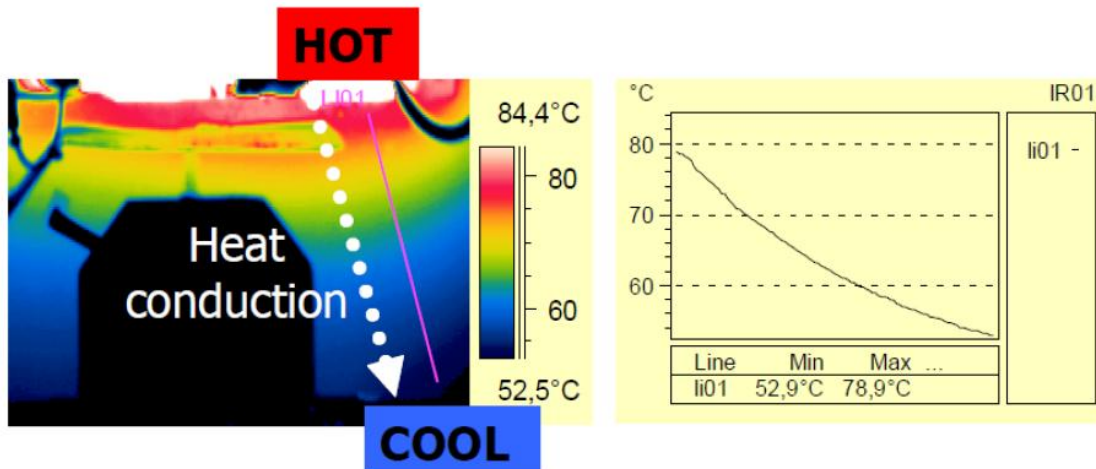 HOT
LI01
84,4°C
80
60
52,5°C
Heat
conduction
COOL
°C
IR01
80
70
60
li01 -
Line Min Max ...
li01 52,9°C 78,9°C